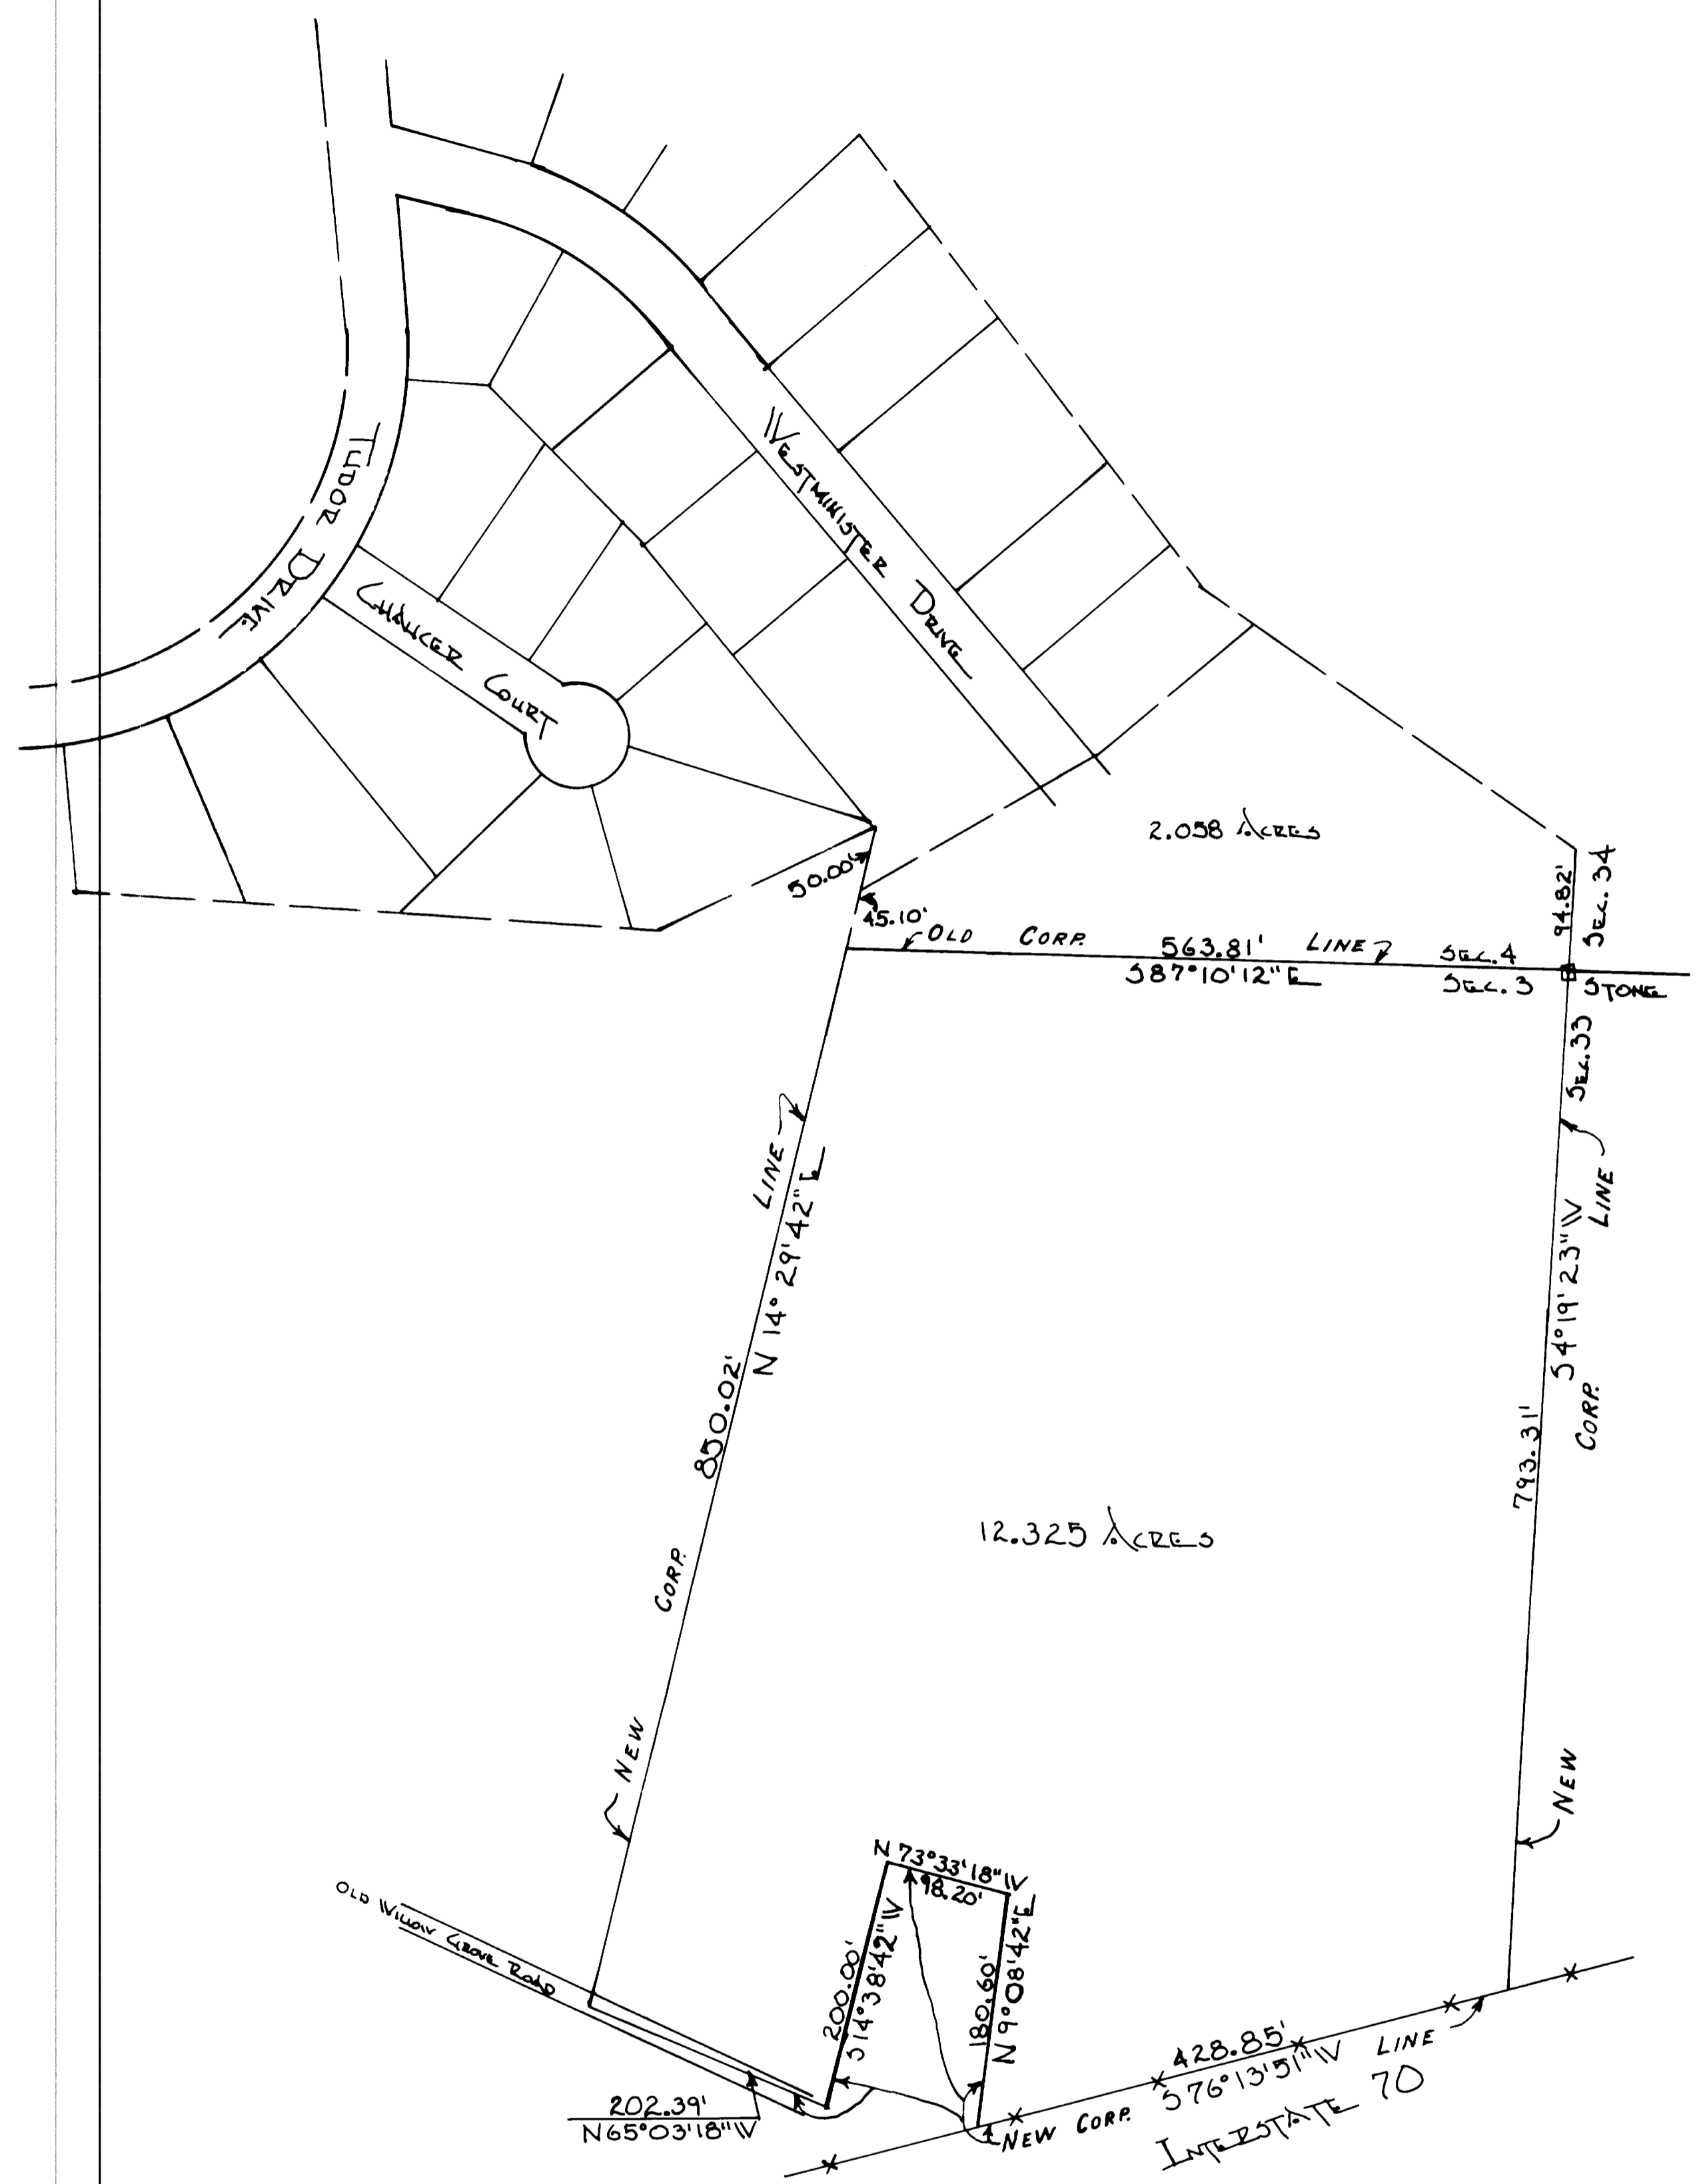 TUDOR DRIVE
WESTMINISTER DRIVE
CHAUCER COURT
2.058 ACRES
50.00'
45.10'
94.82'
SEC. 34
OLD CORP. LINE
563.81'
S87°10'12"E
SEC. 4
SEC. 3
STONE
SEC. 33
NEW CORP. LINE
850.02'
N 14° 29' 42" E
NEW CORP. LINE
S4°19'23"W
793.31'
12.325 ACRES
N 73°33'18"W
98.20'
200.00'
S14°38'42"W
180.60'
N9°08'42"E
OLD WILLOW GROVE ROAD
202.39'
N65°03'18"W
428.85'
S76°13'51"W
NEW CORP. LINE
INTERSTATE 70